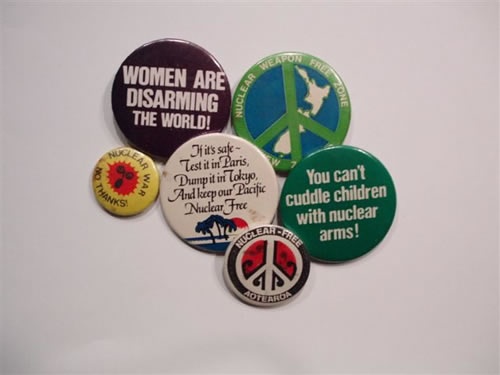 WOMEN ARE
DISARMING
THE WORLD!
NUCLEAR WEAPON FREE ZONE
NEW Z
NUCLEAR WAR
NO THANKS!
If it's safe ~
Test it in Paris,
Dump it in Tokyo,
And keep our Pacific
Nuclear Free
You can't
cuddle children
with nuclear
arms!
NUCLEAR-FREE
AOTEAROA